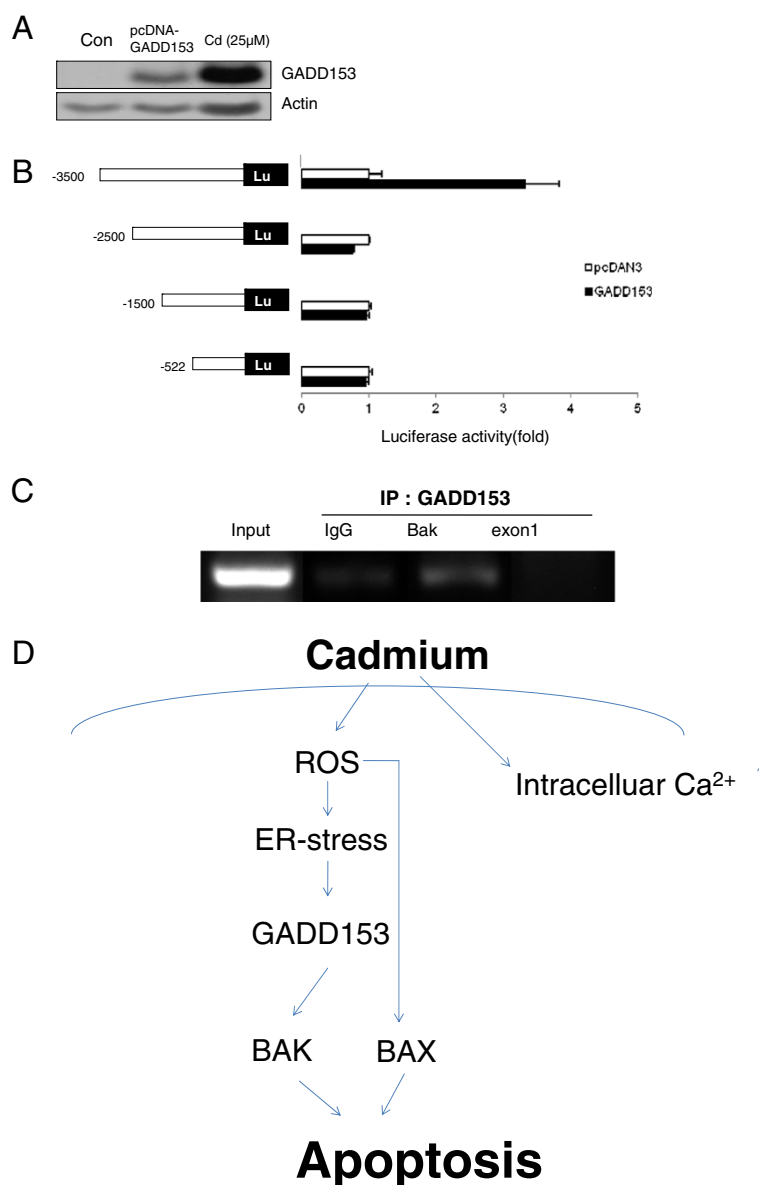 A
Con
pcDNA-
GADD153
Cd (25μM)
GADD153
Actin
B
-3500
Lu
-2500
Lu
-1500
Lu
-522
Lu
pcDAN3
GADD153
0 1 2 3 4 5
Luciferase activity(fold)
C
IP : GADD153
Input IgG Bak exon1
D
Cadmium
ROS
Intracelluar Ca²⁺
ER-stress
GADD153
BAK BAX
Apoptosis